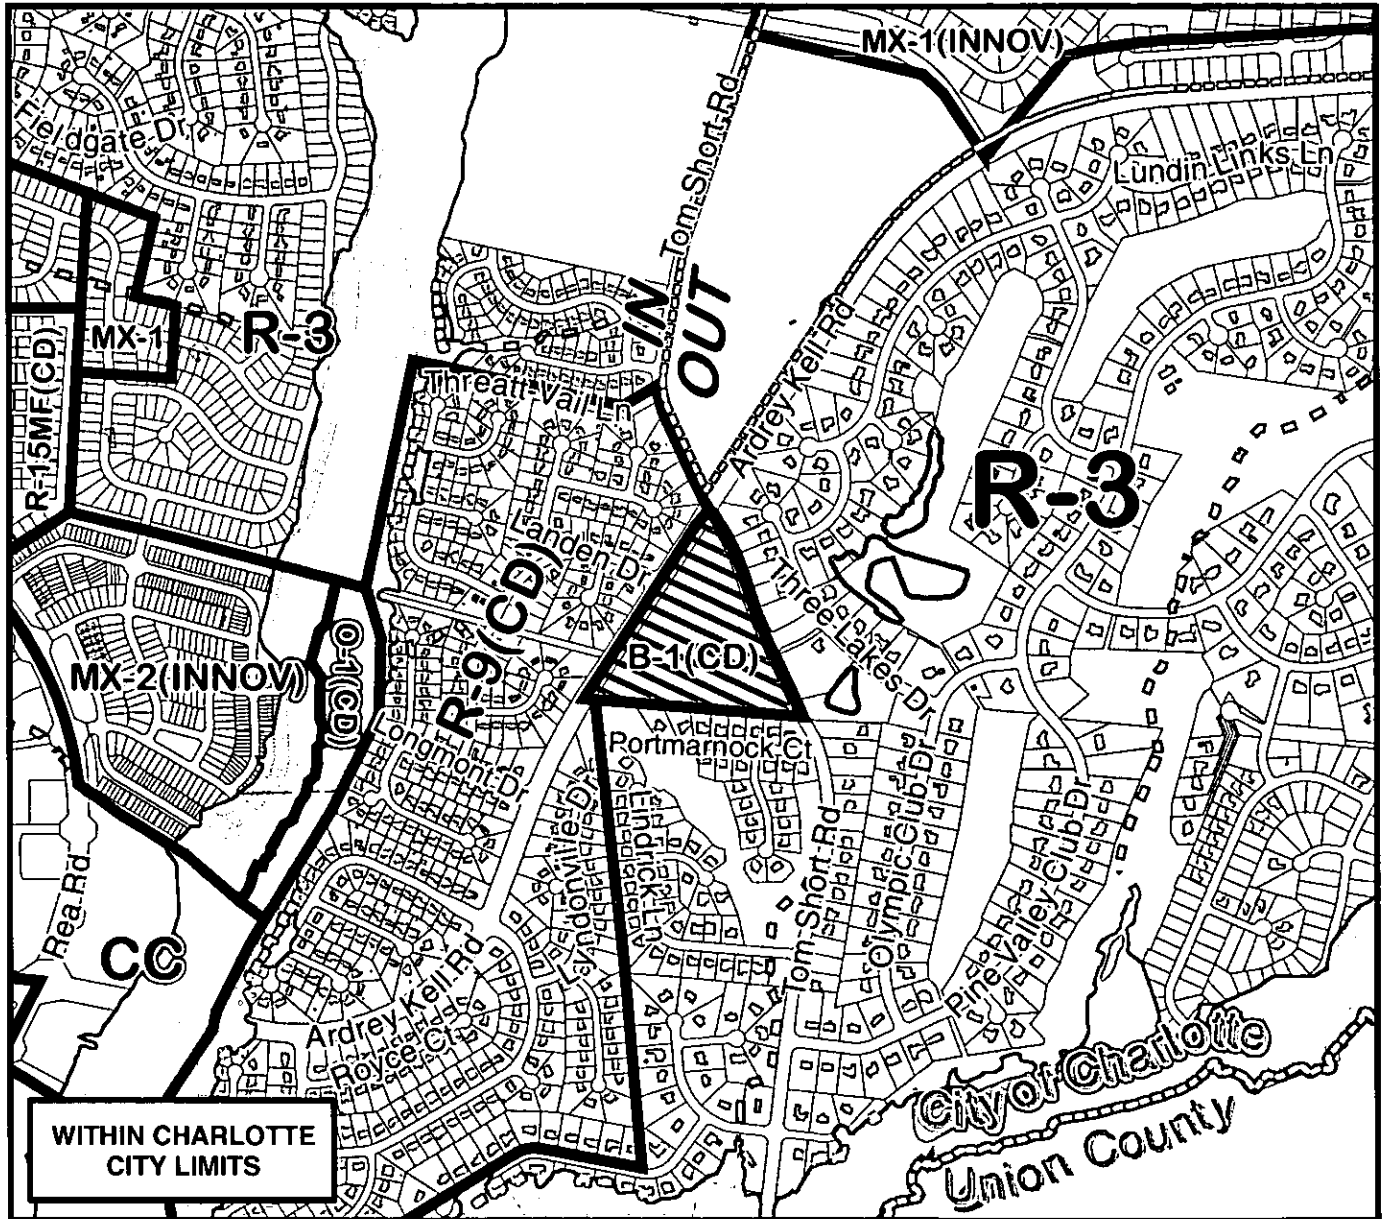 MX-1(INNOV)
Fieldgate Dr
Tom Short Rd
Lundin Links Ln
IN
OUT
MX-1
R-3
R-15MF(CD)
Threatt Vail Ln
Ardrey Kell Rd
R-3
Landen Dr
R-9(CD)
Three Lakes Dr
O-1(CD)
B-1(CD)
MX-2(INNOV)
Longmont Dr
Portmarnock Ct
Lindrick Ln
Tom Short Rd
Olympic Club Dr
Pine Valley Club Dr
Rea Rd
CC
Ardrey Kell Rd
Royce Ct
City of Charlotte
Union County
WITHIN CHARLOTTE
CITY LIMITS